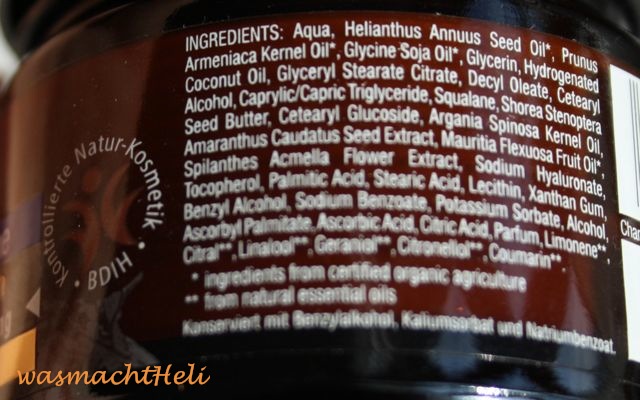 INGREDIENTS: Aqua, Helianthus Annuus Seed Oil*, Prunus
Armeniaca Kernel Oil*, Glycine Soja Oil*, Glycerin, Hydrogenated
Coconut Oil, Glyceryl Stearate Citrate, Decyl Oleate, Cetearyl
Alcohol, Caprylic/Capric Triglyceride, Squalane, Shorea Stenoptera
Seed Butter, Cetearyl Glucoside, Argania Spinosa Kernel Oil,
Amaranthus Caudatus Seed Extract, Mauritia Flexuosa Fruit Oil*,
Spilanthes Acmella Flower Extract, Sodium Hyaluronate,
Tocopherol, Palmitic Acid, Stearic Acid, Lecithin, Xanthan Gum,
Benzyl Alcohol, Sodium Benzoate, Potassium Sorbate, Alcohol,
Ascorbyl Palmitate, Ascorbic Acid, Citric Acid, Parfum, Limonene**,
Citral**, Linalool**, Geraniol**, Citronellol**, Coumarin**.
* ingredients from certified organic agriculture
** from natural essential oils
Konserviert mit Benzylalkohol, Kaliumsorbat und Natriumbenzoat.
Kontrollierte Natur-Kosmetik
• BDIH •
Char
wasmachtHeli